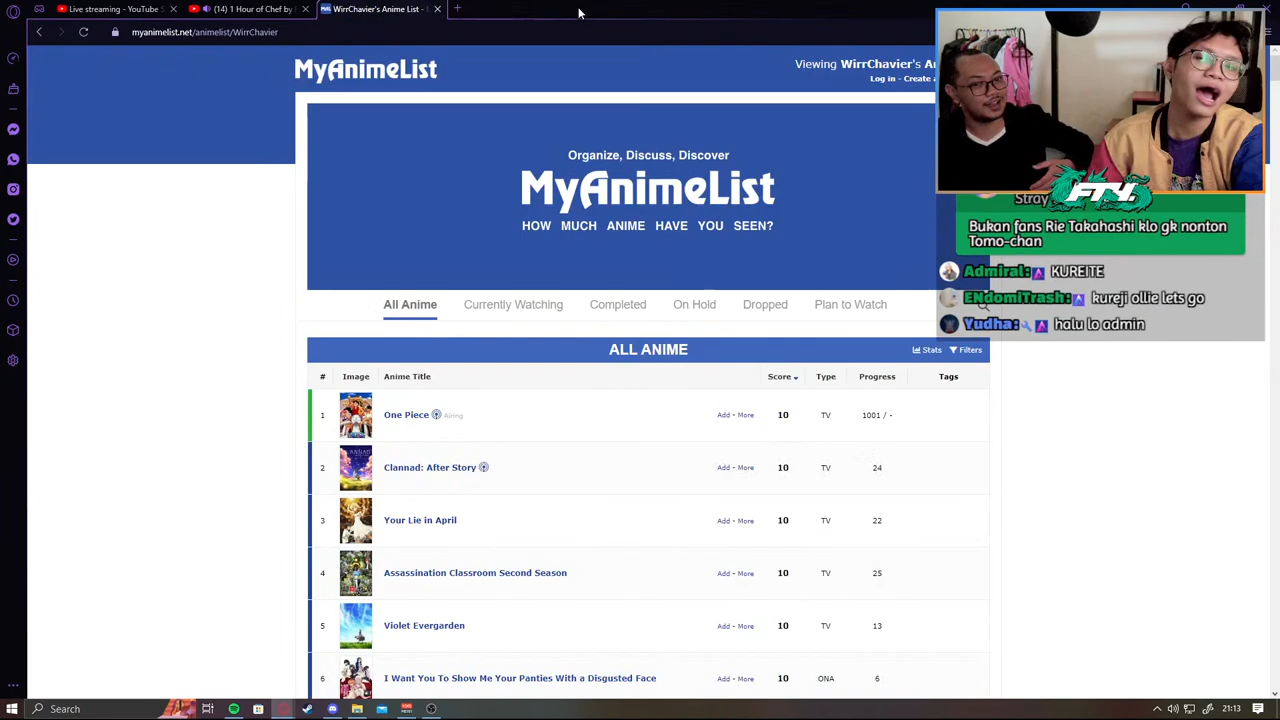 Live streaming - YouTube S
(4) 1 Hour of Chief by
WirrChavier's Anime List -
myanimelist.net/animelist/WirrChavier
MyAnimeList
Viewing WirrChavier's
Log in - Create
Organize, Discuss, Discover
MyAnimeList
HOW MUCH ANIME HAVE YOU SEEN?
FTY.
Stray
Bukan fans Rie Takahashi klo gk nonton
Tomo-chan
Admiral: KUREITE
ENdomiTrash: kureji ollie lets go
Yudha: halu lo admin
All Anime Currently Watching Completed On Hold Dropped Plan to Watch
ALL ANIME
Stats Filters
# Image Anime Title Score Type Progress Tags
1 One Piece Airing Add - More 10 TV 1001 / -
2 Clannad: After Story Add - More 10 TV 24
3 Your Lie in April Add - More 10 TV 22
4 Assassination Classroom Second Season Add - More 10 TV 25
5 Violet Evergarden Add - More 10 TV 13
6 I Want You To Show Me Your Panties With a Disgusted Face Add - More 10 ONA 6
Search
21:13